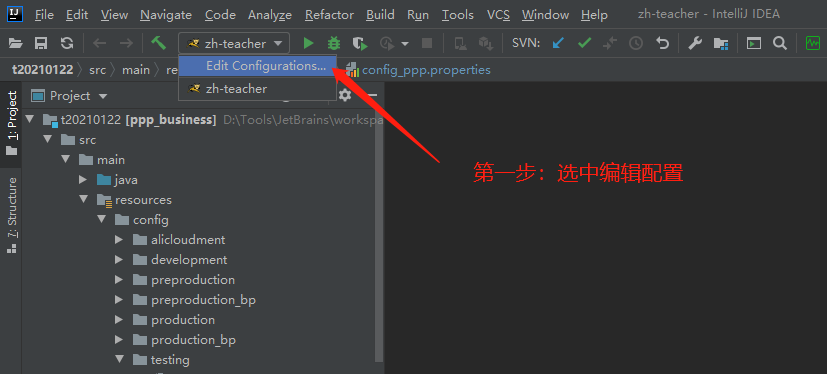 File Edit View Navigate Code Analyze Refactor Build Run Tools VCS Window Help zh-teacher - IntelliJ IDEA
zh-teacher SVN:
t20210122 src main re config_ppp.properties
Edit Configurations...
zh-teacher
1: Project
Project
t20210122 [ppp_business] D:\Tools\JetBrains\workspa
src
main
java
resources
config
alicloudment
development
preproduction
preproduction_bp
production
production_bp
testing
7: Structure
第一步：选中编辑配置